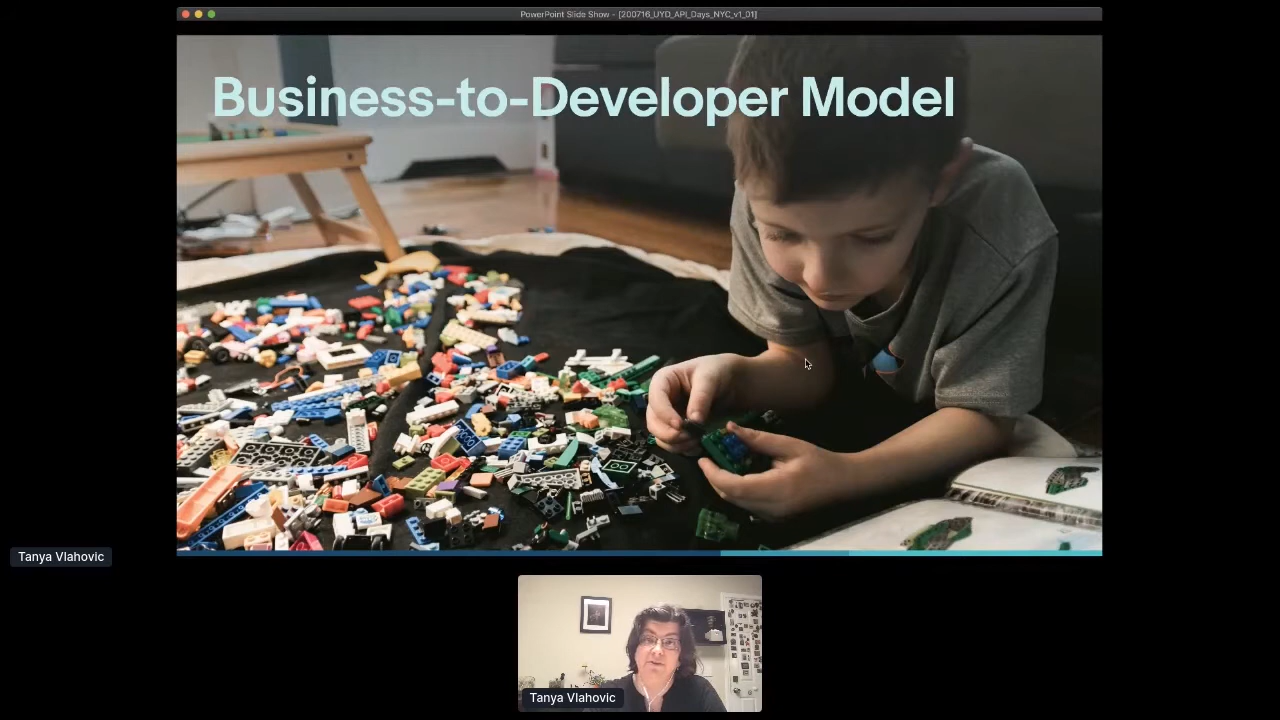 PowerPoint Slide Show - [200716_UYD_API_Days_NYC_v1_01]
Business-to-Developer Model
Tanya Vlahovic
Tanya Vlahovic